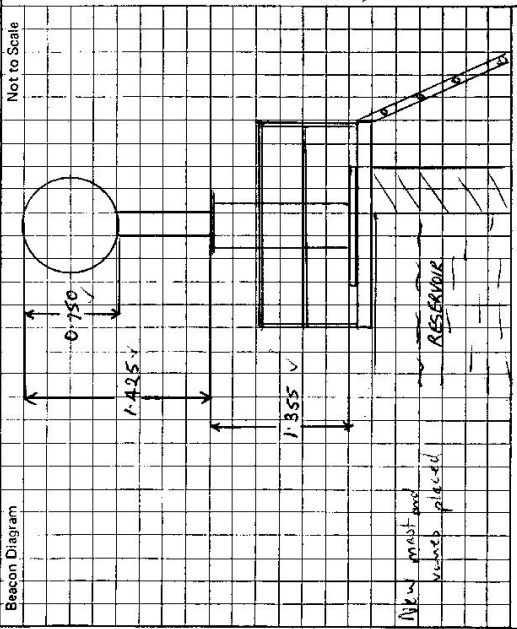 Beacon Diagram
Not to Scale
0.750 ✓
1.425 ✓
1.355 ✓
RESERVOIR
New mast and
vanes placed